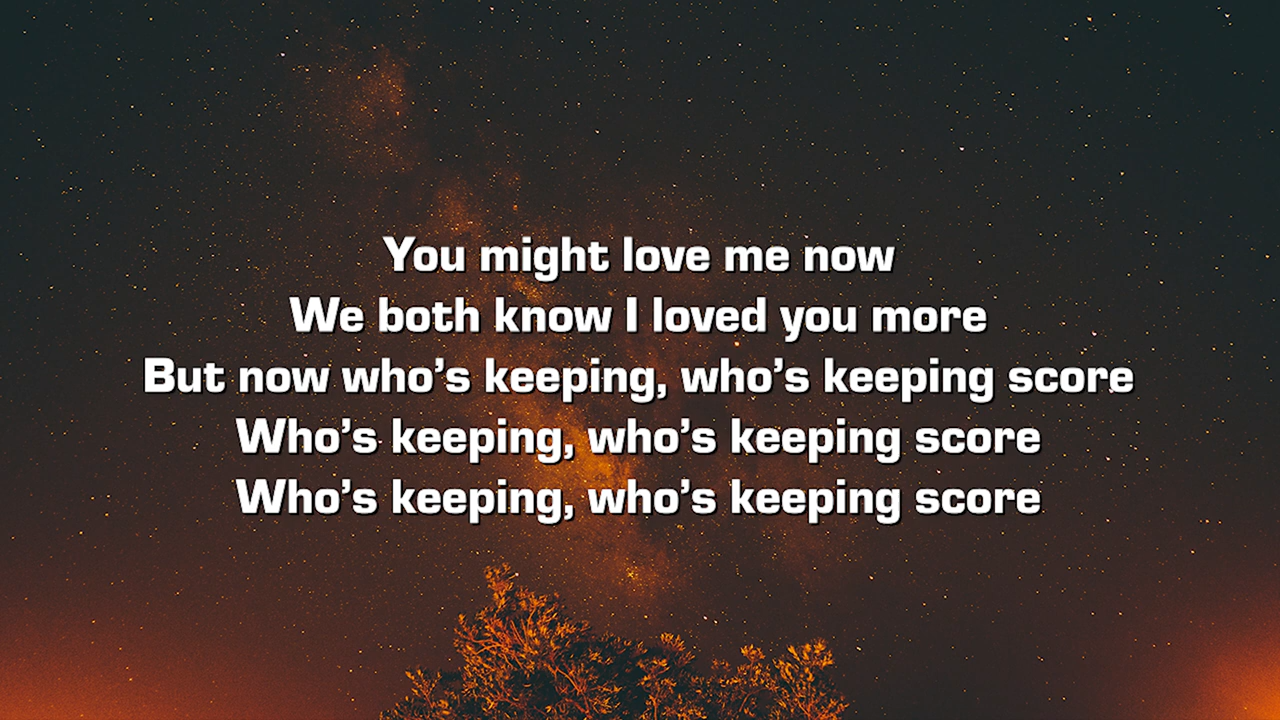 You might love me now
We both know I loved you more
But now who’s keeping, who’s keeping score
Who’s keeping, who’s keeping score
Who’s keeping, who’s keeping score